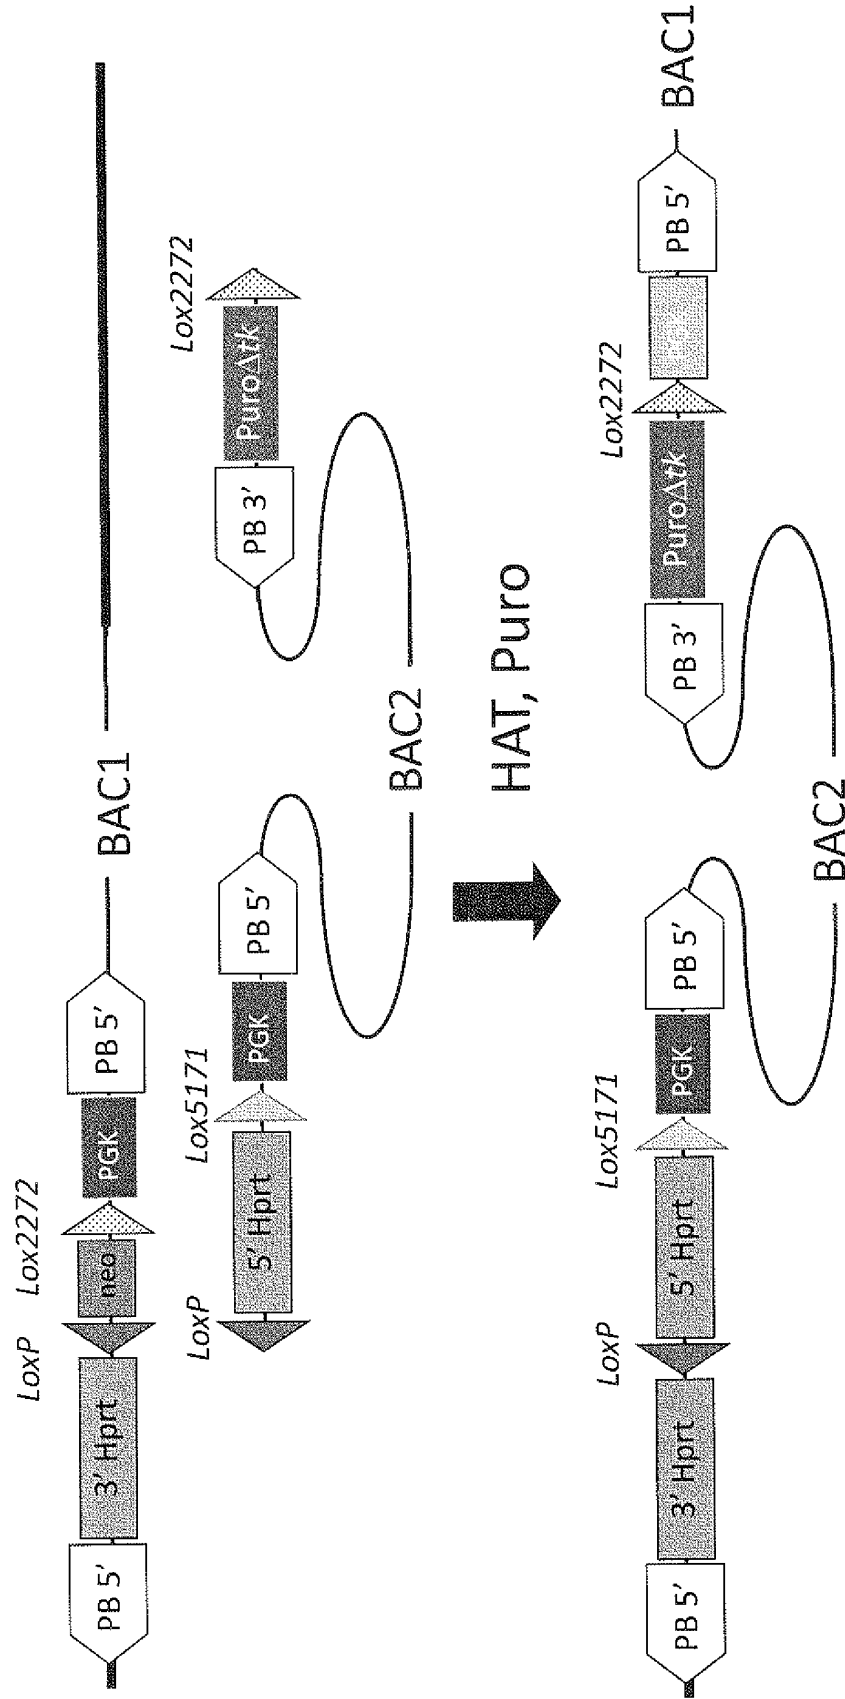 LoxP Lox2272
PB 5′ 3′ Hprt neo PGK PB 5′ BAC1
LoxP Lox5171 Lox2272
5′ Hprt PGK PB 5′ PB 3′ PuroΔtk
BAC2
HAT, Puro
LoxP Lox5171 Lox2272
PB 5′ 3′ Hprt 5′ Hprt PGK PB 5′ PB 3′ PuroΔtk PB 5′ BAC1
BAC2